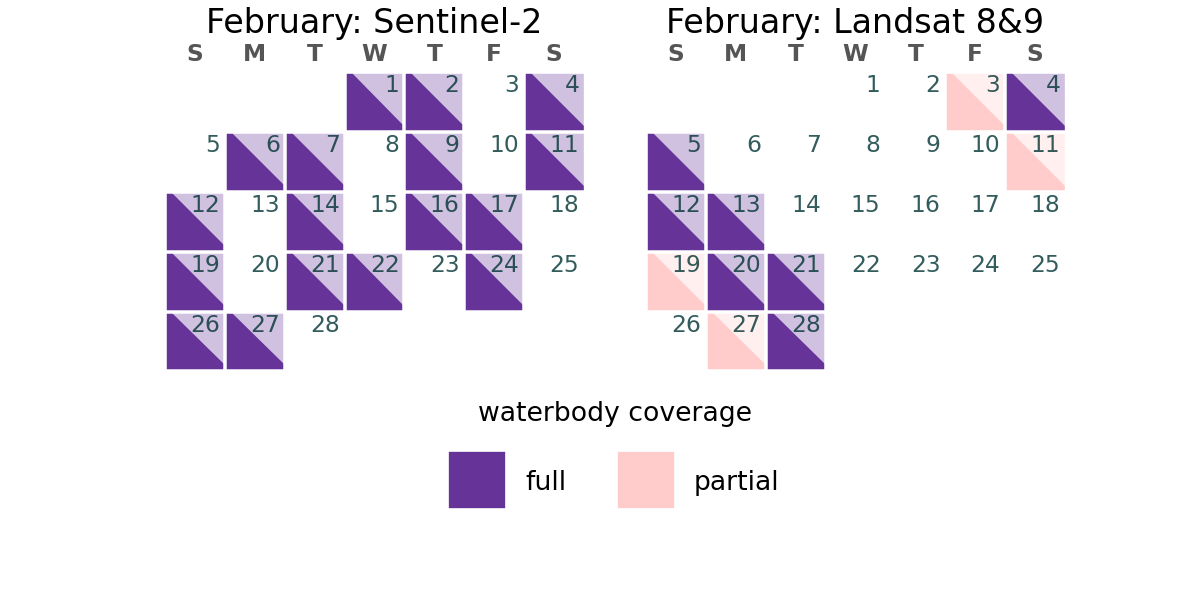 February: Sentinel-2
S M T W T F S
1 2 3 4
5 6 7 8 9 10 11
12 13 14 15 16 17 18
19 20 21 22 23 24 25
26 27 28
February: Landsat 8&9
S M T W T F S
1 2 3 4
5 6 7 8 9 10 11
12 13 14 15 16 17 18
19 20 21 22 23 24 25
26 27 28
waterbody coverage
full partial